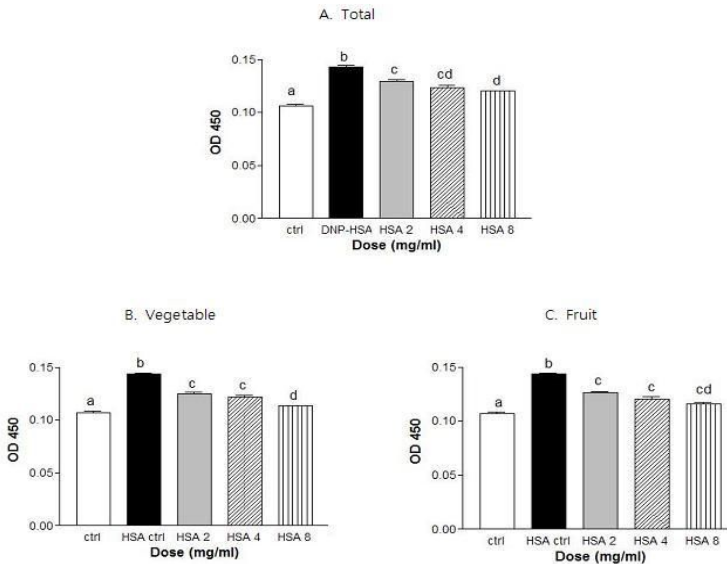 A. Total
OD 450
0.15
0.10
0.05
0.00
a
b
c
cd
d
ctrl DNP-HSA HSA 2 HSA 4 HSA 8
Dose (mg/ml)
B. Vegetable
OD 450
0.15
0.10
0.05
0.00
a
b
c
c
d
ctrl HSA ctrl HSA 2 HSA 4 HSA 8
Dose (mg/ml)
C. Fruit
OD 450
0.15
0.10
0.05
0.00
a
b
c
c
cd
ctrl HSA ctrl HSA 2 HSA 4 HSA 8
Dose (mg/ml)